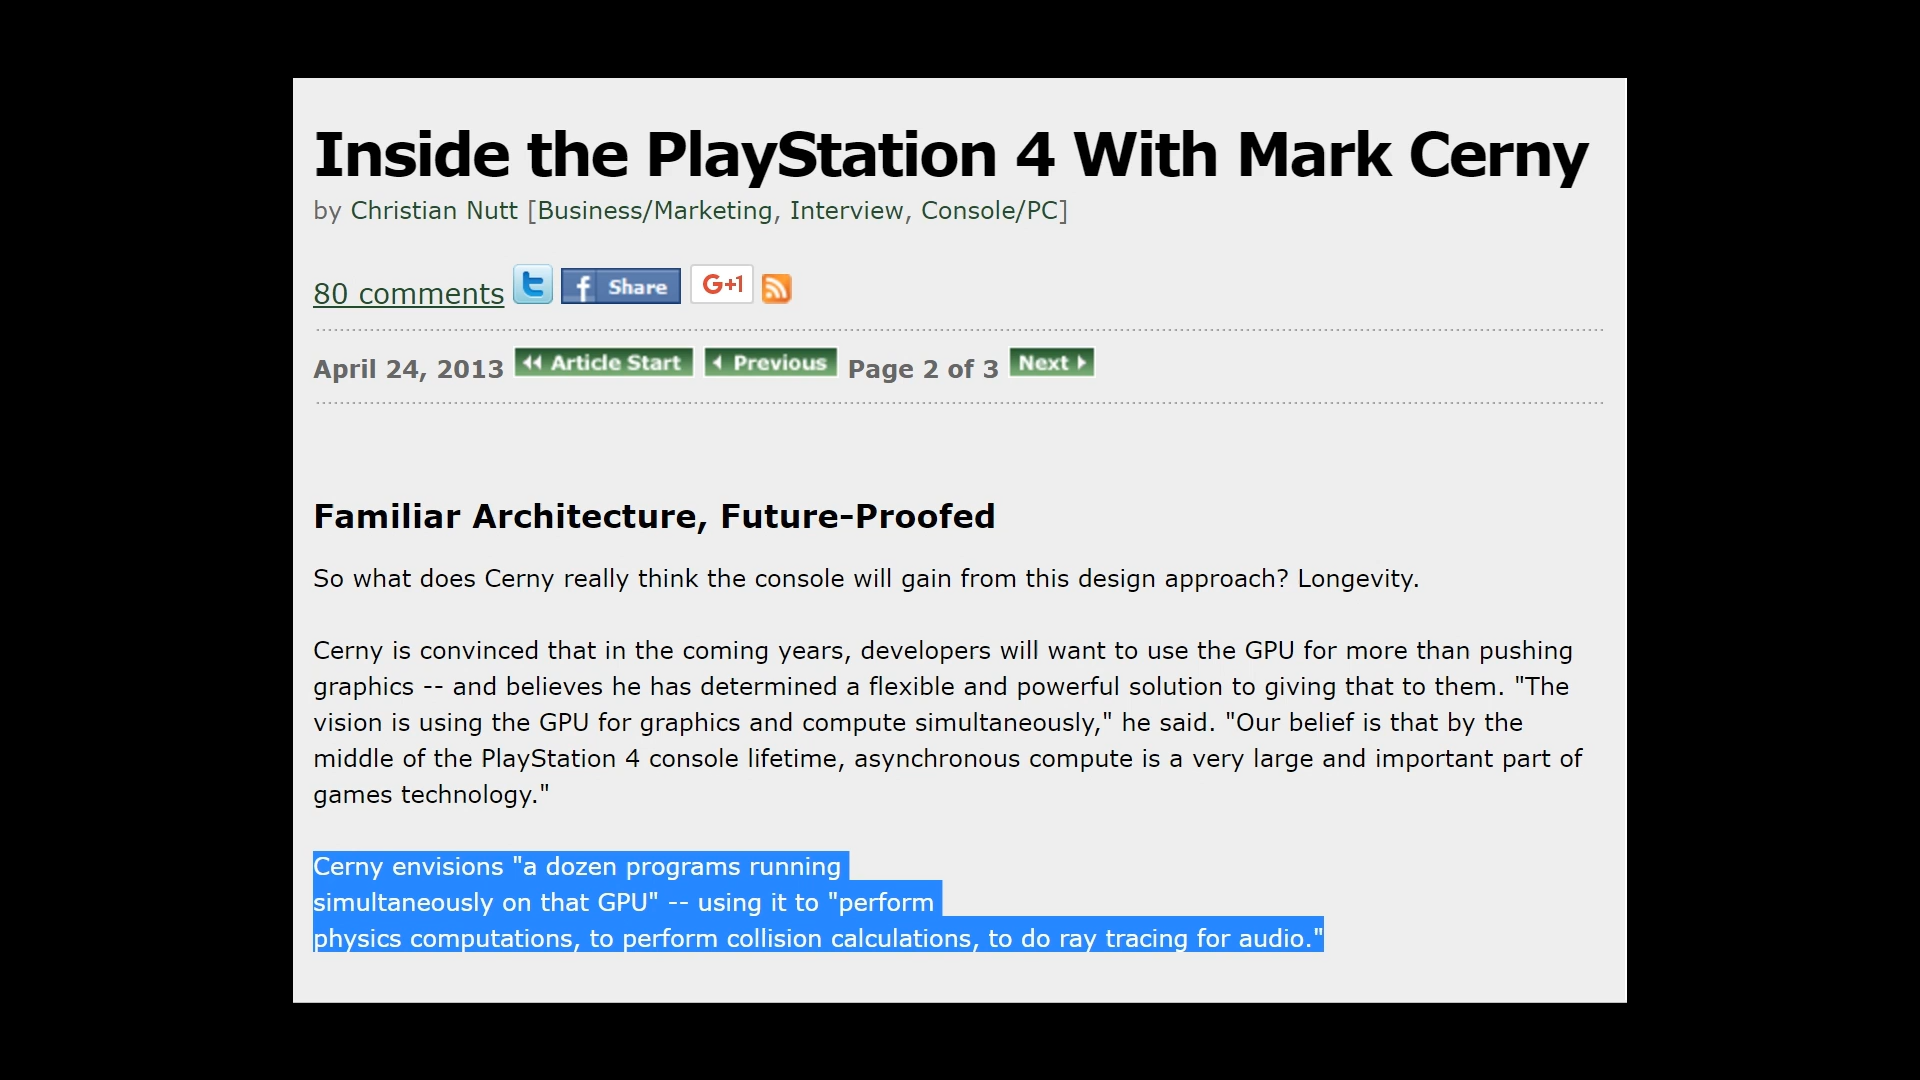 Inside the PlayStation 4 With Mark Cerny
by Christian Nutt [Business/Marketing, Interview, Console/PC]
80 comments t f Share G+1
April 24, 2013 Article Start Previous Page 2 of 3 Next
Familiar Architecture, Future-Proofed
So what does Cerny really think the console will gain from this design approach? Longevity.
Cerny is convinced that in the coming years, developers will want to use the GPU for more than pushing
graphics -- and believes he has determined a flexible and powerful solution to giving that to them. "The
vision is using the GPU for graphics and compute simultaneously," he said. "Our belief is that by the
middle of the PlayStation 4 console lifetime, asynchronous compute is a very large and important part of
games technology."
Cerny envisions "a dozen programs running
simultaneously on that GPU" -- using it to "perform
physics computations, to perform collision calculations, to do ray tracing for audio."